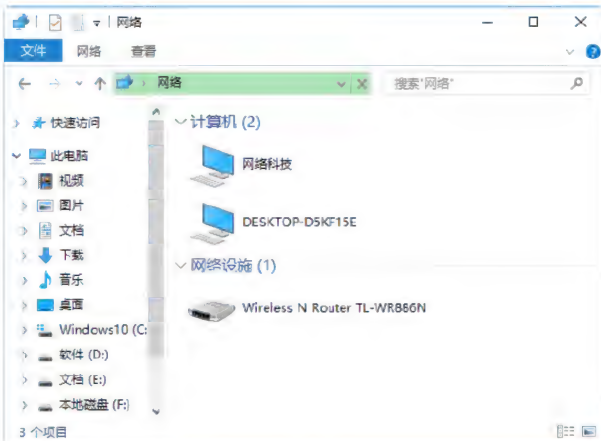 网络
文件 网络 查看
网络 搜索"网络"
快速访问
此电脑
视频
图片
文档
下载
音乐
桌面
Windows10 (C:
软件 (D:)
文档 (E:)
本地磁盘 (F:)
计算机 (2)
网络科技
DESKTOP-D5KF15E
网络设施 (1)
Wireless N Router TL-WR886N
3 个项目